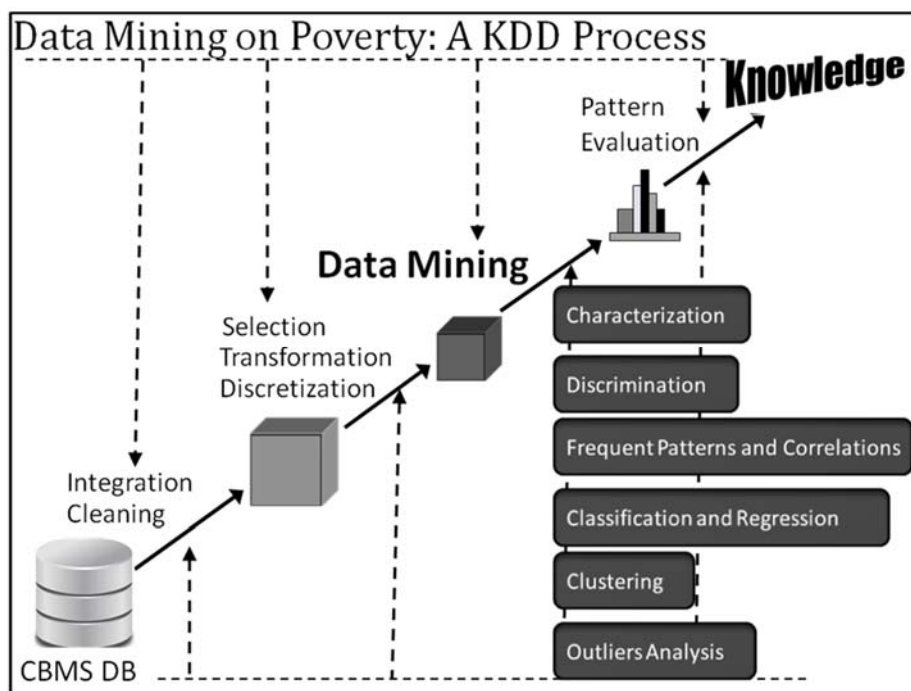 Data Mining on Poverty: A KDD Process
Knowledge
Pattern
Evaluation
Data Mining
Selection
Transformation
Discretization
Integration
Cleaning
CBMS DB
Characterization
Discrimination
Frequent Patterns and Correlations
Classification and Regression
Clustering
Outliers Analysis